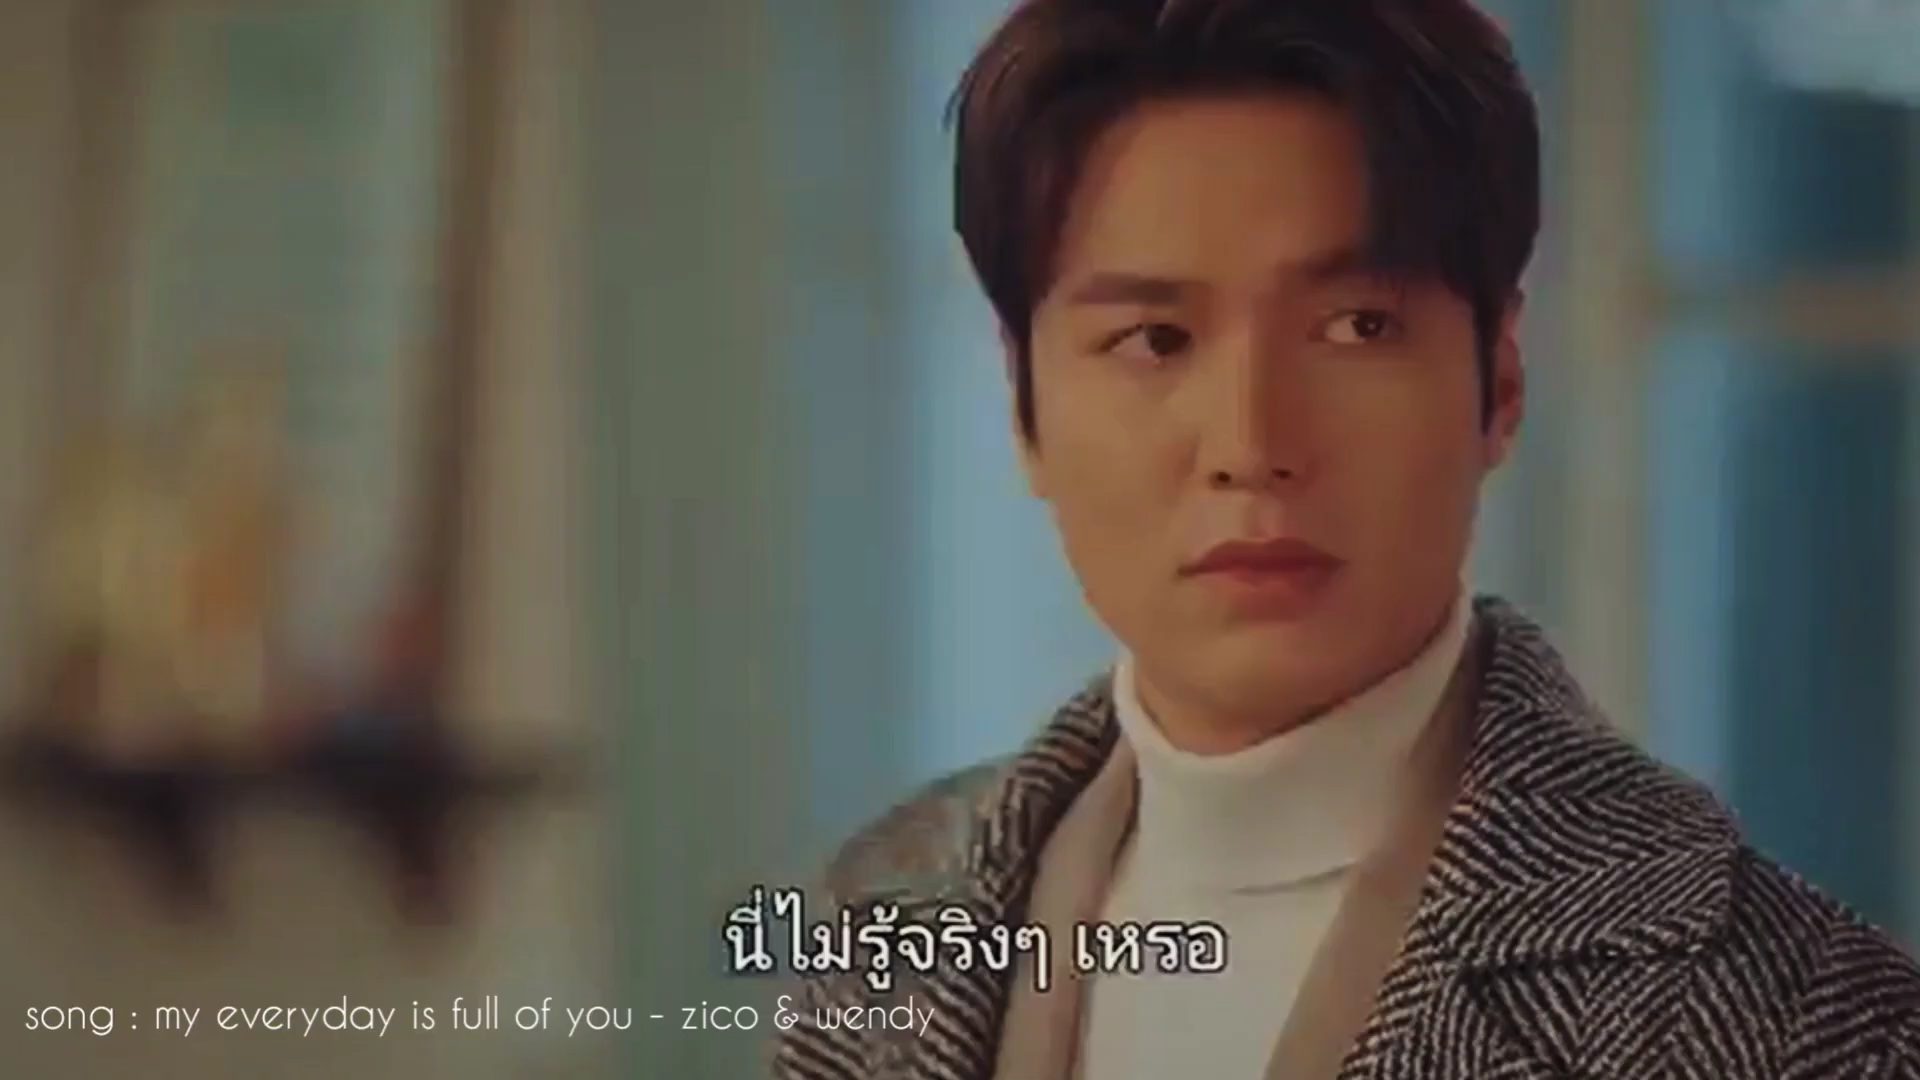 นี่ไม่รู้จริงๆ เหรอ
song : my everyday is full of you - zico & wendy